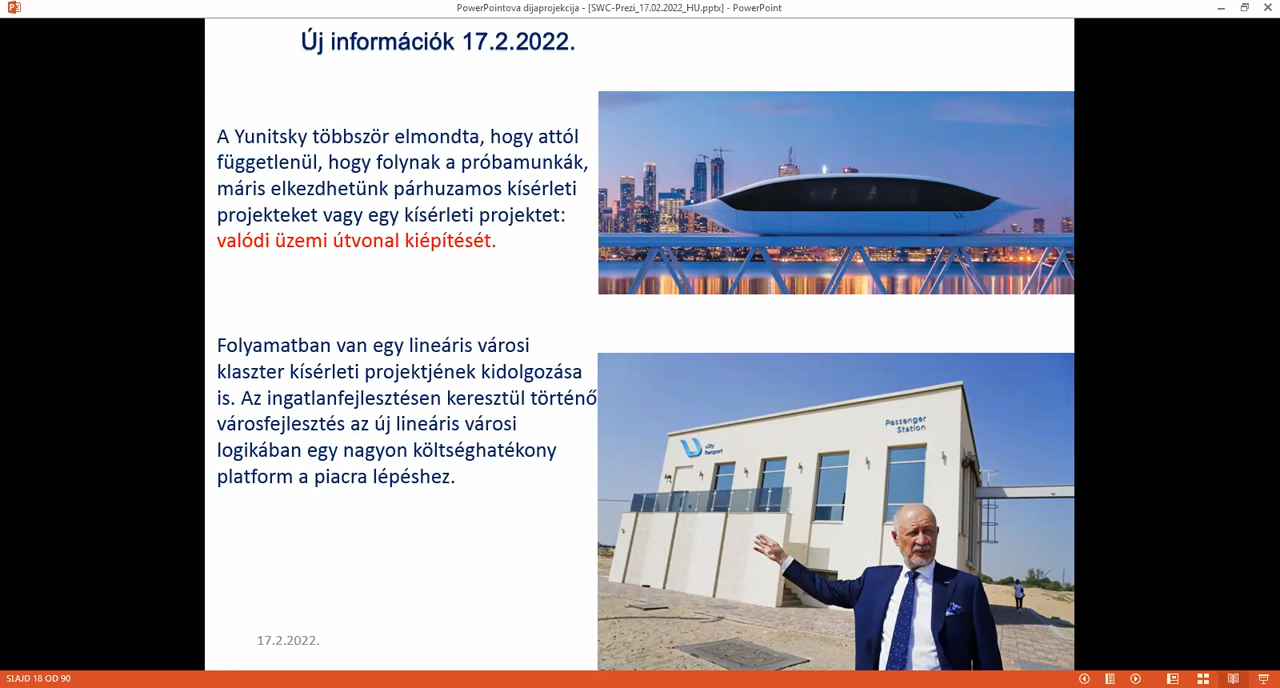 PowerPointova dijaprojekcija - [SWC-Prezi_17.02.2022_HU.pptx] - PowerPoint
Új információk 17.2.2022.
A Yunitsky többször elmondta, hogy attól
függetlenül, hogy folynak a próbamunkák,
máris elkezdhetünk párhuzamos kísérleti
projekteket vagy egy kísérleti projektet:
valódi üzemi útvonal kiépítését.
Folyamatban van egy lineáris városi
klaszter kísérleti projektjének kidolgozása
is. Az ingatlanfejlesztésen keresztül történő
városfejlesztés az új lineáris városi
logikában egy nagyon költséghatékony
platform a piacra lépéshez.
Passenger
Station
uSky
Transport
17.2.2022.
SLAJD 18 OD 90